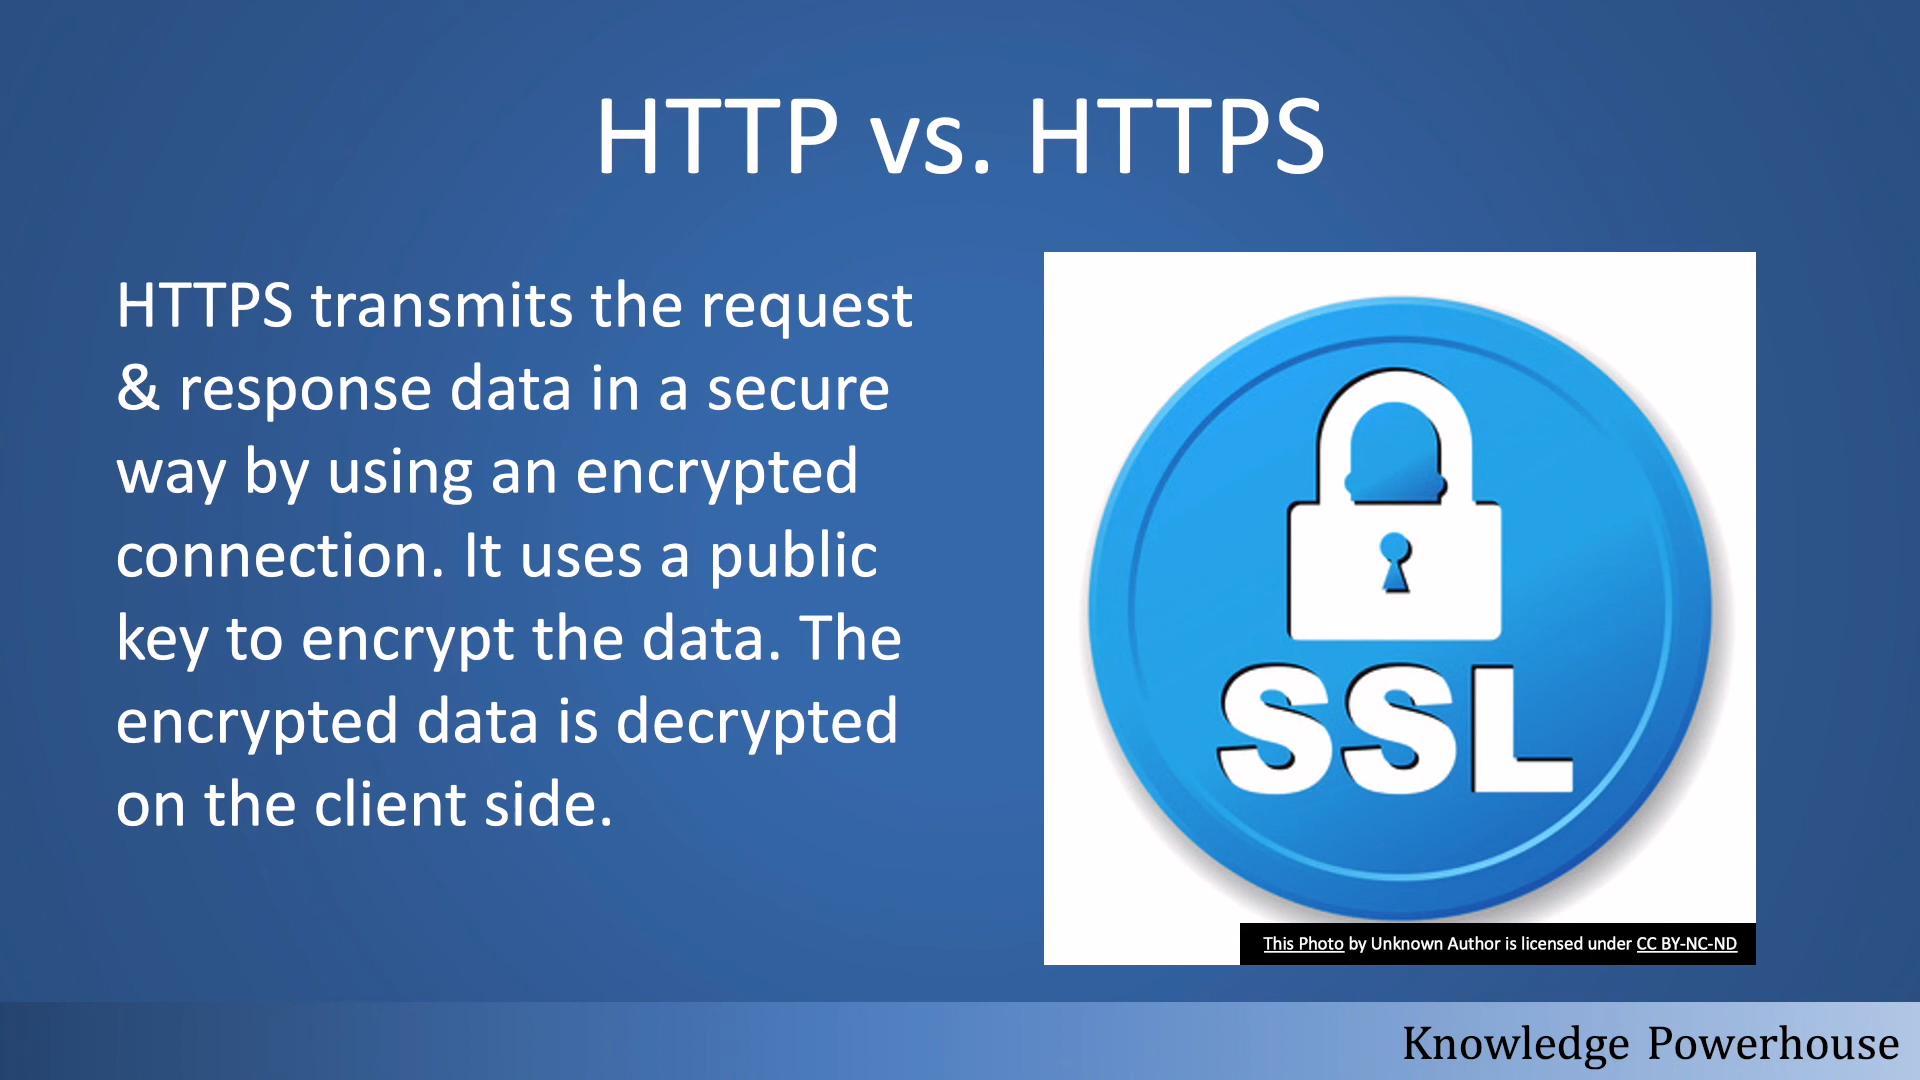 HTTP vs. HTTPS
HTTPS transmits the request
& response data in a secure
way by using an encrypted
connection. It uses a public
key to encrypt the data. The
encrypted data is decrypted
on the client side.
SSL
This Photo by Unknown Author is licensed under CC BY-NC-ND
Knowledge Powerhouse